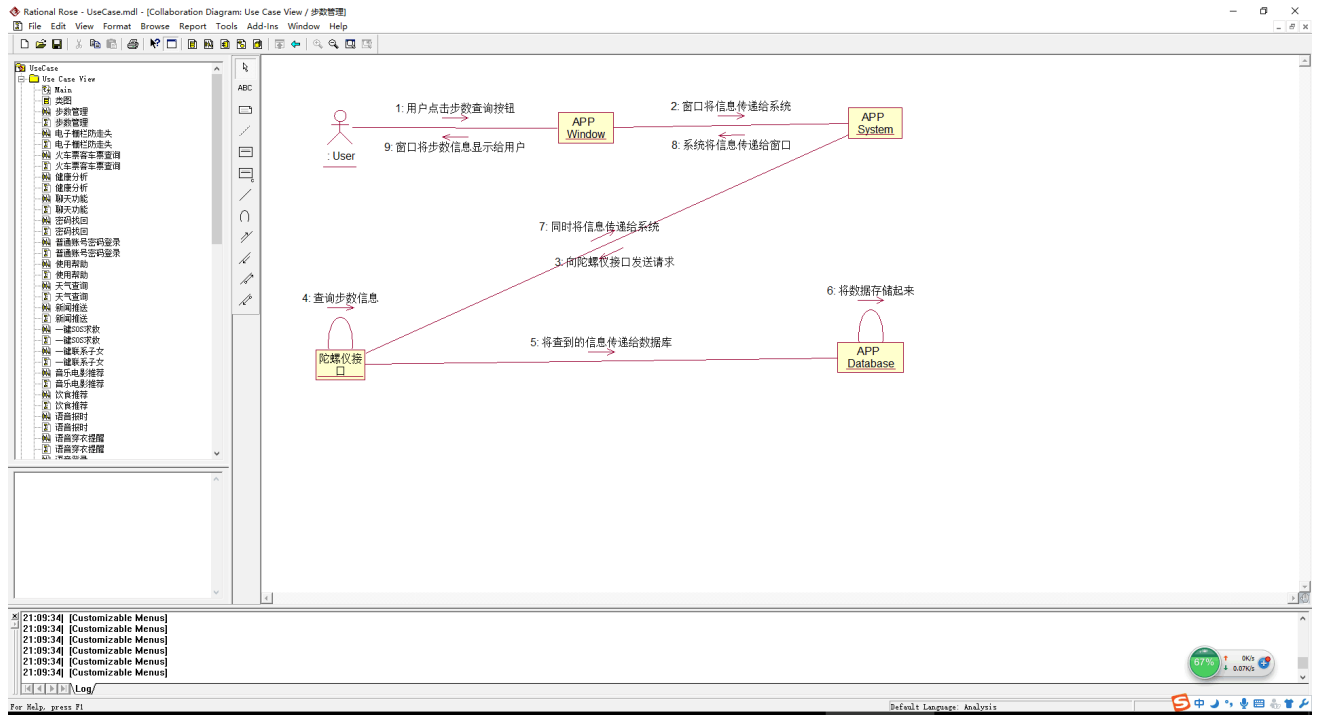 Rational Rose - UseCase.mdl - [Collaboration Diagram: Use Case View / 步数管理]
File Edit View Format Browse Report Tools Add-Ins Window Help
UseCase
Use Case View
Main
类图
步数管理
步数管理
电子栅栏防走失
电子栅栏防走失
火车票客车票查询
火车票客车票查询
健康分析
健康分析
聊天功能
聊天功能
密码找回
密码找回
普通账号密码登录
普通账号密码登录
使用帮助
使用帮助
天气查询
天气查询
新闻推送
新闻推送
一键SOS求救
一键SOS求救
一键联系子女
一键联系子女
音乐电影推荐
音乐电影推荐
饮食推荐
饮食推荐
语音报时
语音报时
语音穿衣提醒
语音穿衣提醒
ABC
1: 用户点击步数查询按钮
2: 窗口将信息传递给系统
APP
Window
APP
System
: User
9: 窗口将步数信息显示给用户
8: 系统将信息传递给窗口
7: 同时将信息传递给系统
3: 向陀螺仪接口发送请求
4: 查询步数信息
6: 将数据存储起来
5: 将查到的信息传递给数据库
陀螺仪接
口
APP
Database
21:09:34| [Customizable Menus]
21:09:34| [Customizable Menus]
21:09:34| [Customizable Menus]
21:09:34| [Customizable Menus]
21:09:34| [Customizable Menus]
21:09:34| [Customizable Menus]
Log
67%
0K/s
0.07K/s
For Help, press F1
Default Language: Analysis
中